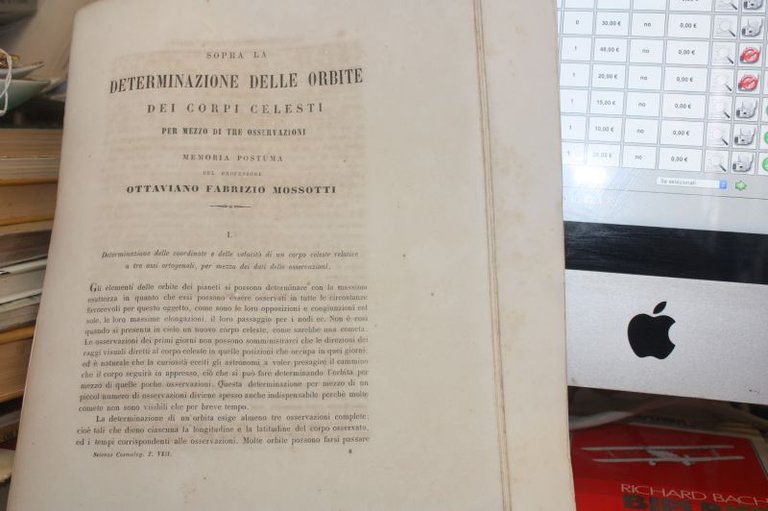 SOPRA LA
DETERMINAZIONE DELLE ORBITE
DEI CORPI CELESTI
PER MEZZO DI TRE OSSERVAZIONI
MEMORIA POSTUMA
DEL PROFESSORE
OTTAVIANO FABRIZIO MOSSOTTI
I.
Determinazione delle coordinate e delle velocità di un corpo celeste relative
a tre assi ortogonali, per mezzo dei dati delle osservazioni.
Gli elementi delle orbite dei pianeti si possono determinare con la massima
esattezza in quanto che essi possono essere osservati in tutte le circostanze
favorevoli per questo oggetto, come sono le loro opposizioni e congiunzioni col
sole, le loro massime elongazioni, il loro passaggio per i nodi ec. Non è così
quando si presenta in cielo un nuovo corpo celeste, come sarebbe una cometa.
Le osservazioni dei primi giorni non possono somministrarci che le direzioni dei
raggi visuali diretti al corpo celeste in quelle posizioni che occupa in quei giorni,
ed è naturale che la curiosità ecciti gli astronomi a voler presagire il cammino
che il corpo seguirà in appresso, ciò che si può fare determinando l'orbita per
mezzo di quelle poche osservazioni. Questa determinazione per mezzo di un
piccol numero di osservazioni diviene spesso anche indispensabile perchè molte
comete non sono visibili che per breve tempo.
La determinazione di un orbita esige almeno tre osservazioni complete;
cioè tali che dieno ciascuna la longitudine e la latitudine del corpo osservato,
ed i tempi corrispondenti alle osservazioni. Molte orbite possono farsi passare
Scienze Cosmolog. T. VIII.
0 30,00 € no 0,00 €
1 48,00 € no 0,00 €
1 20,00 € no 0,00 €
1 15,00 € no 0,00 €
1 10,00 € no 0,00 €
1 no 0,00 €
Se selezionati
RICHARD BACH